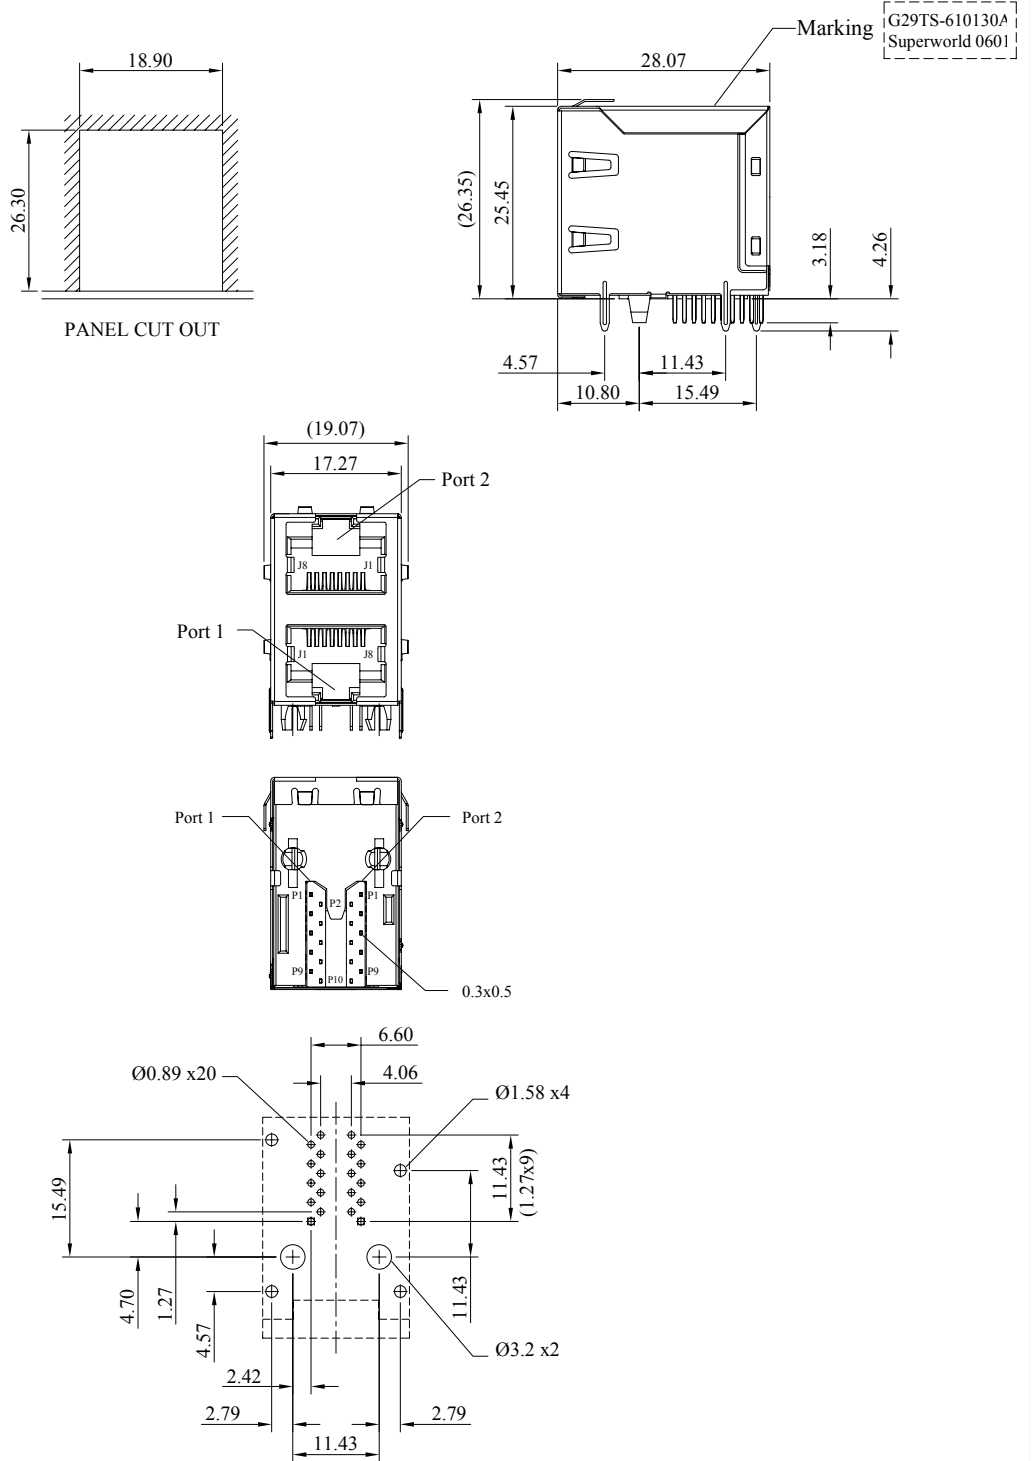 G29TS-610130A
Superworld 0601
Marking
18.90
28.07
26.30
(26.35)
25.45
3.18
4.26
PANEL CUT OUT
4.57
11.43
10.80
15.49
(19.07)
17.27
Port 2
J8
J1
Port 1
J1
J8
Port 1
Port 2
P1
P2
P1
P9
P10
P9
0.3x0.5
6.60
4.06
Ø0.89 x20
Ø1.58 x4
15.49
11.43
(1.27x9)
4.70
1.27
4.57
11.43
Ø3.2 x2
2.42
2.79
2.79
11.43